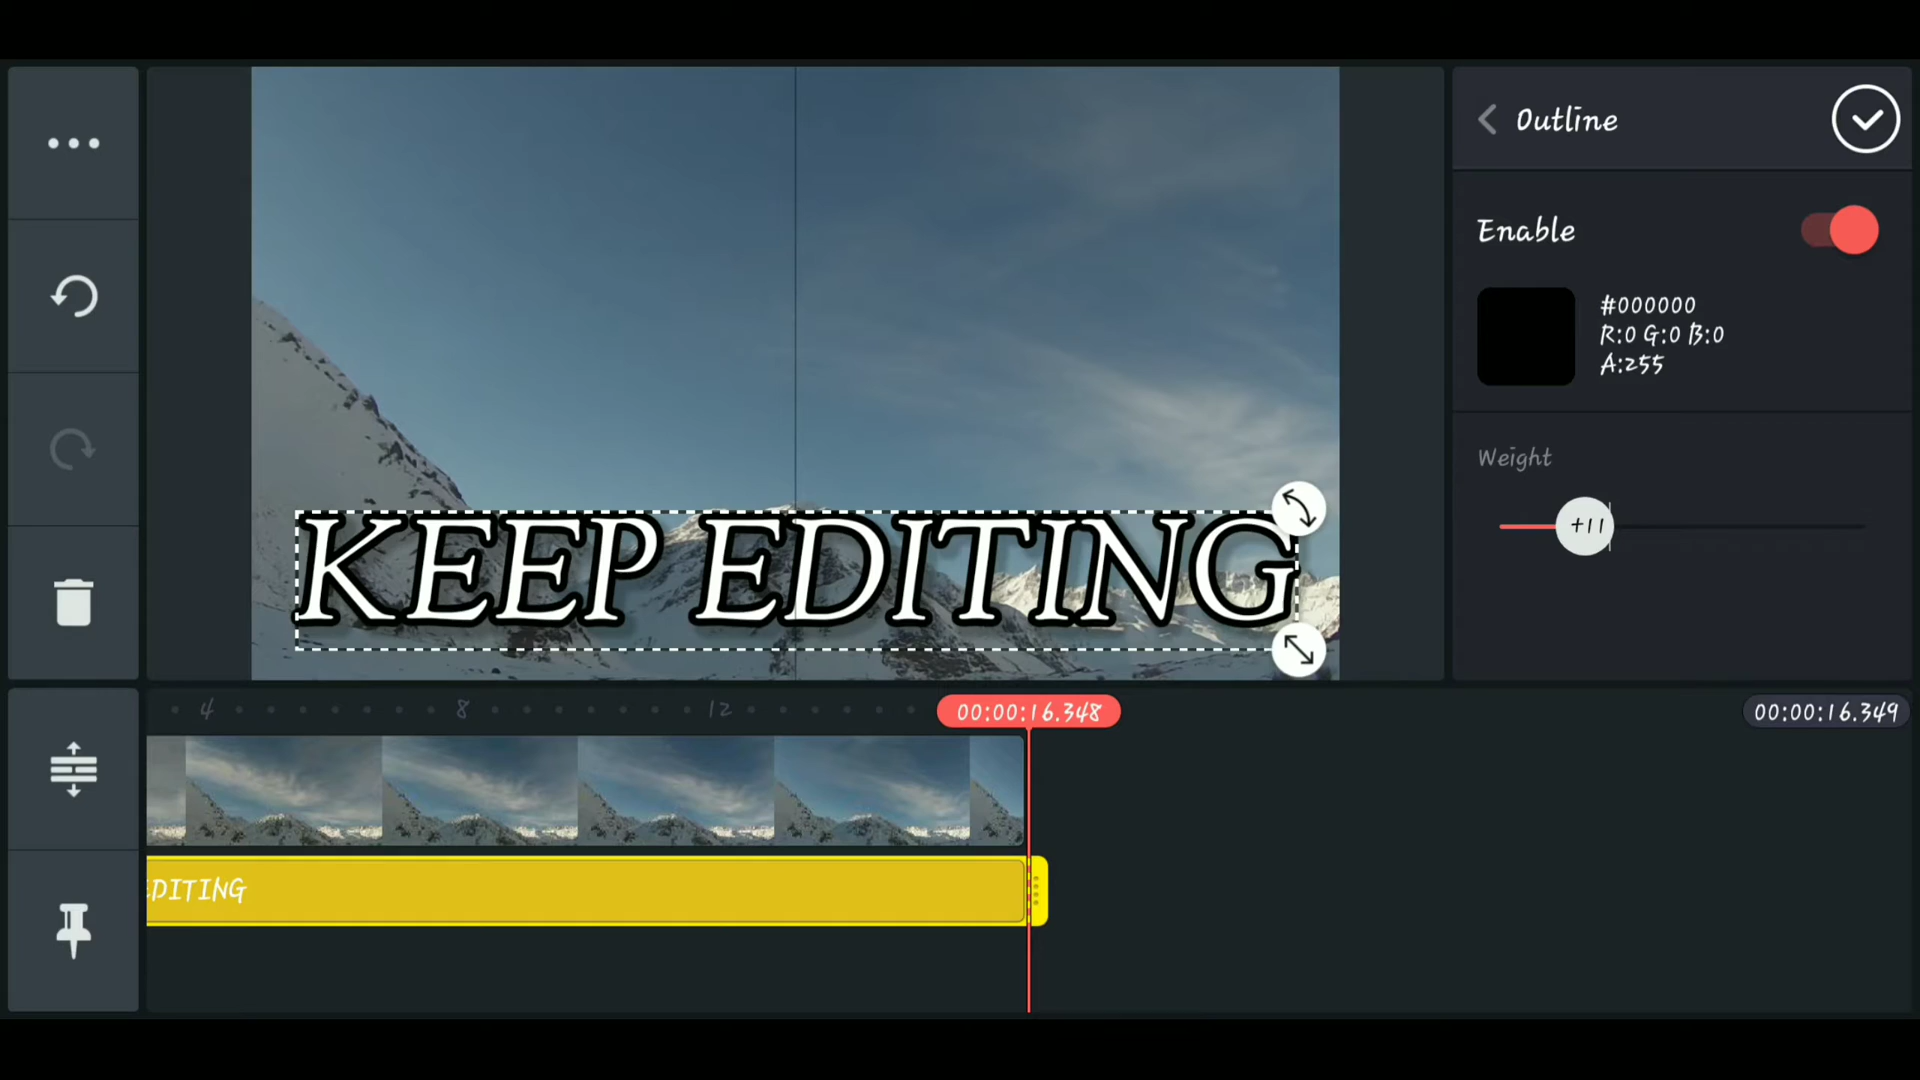 Outline
Enable
#000000
R:0 G:0 B:0
A:255
Weight
+11
KEEP EDITING
4 8 12
00:00:16.348
00:00:16.349
EDITING